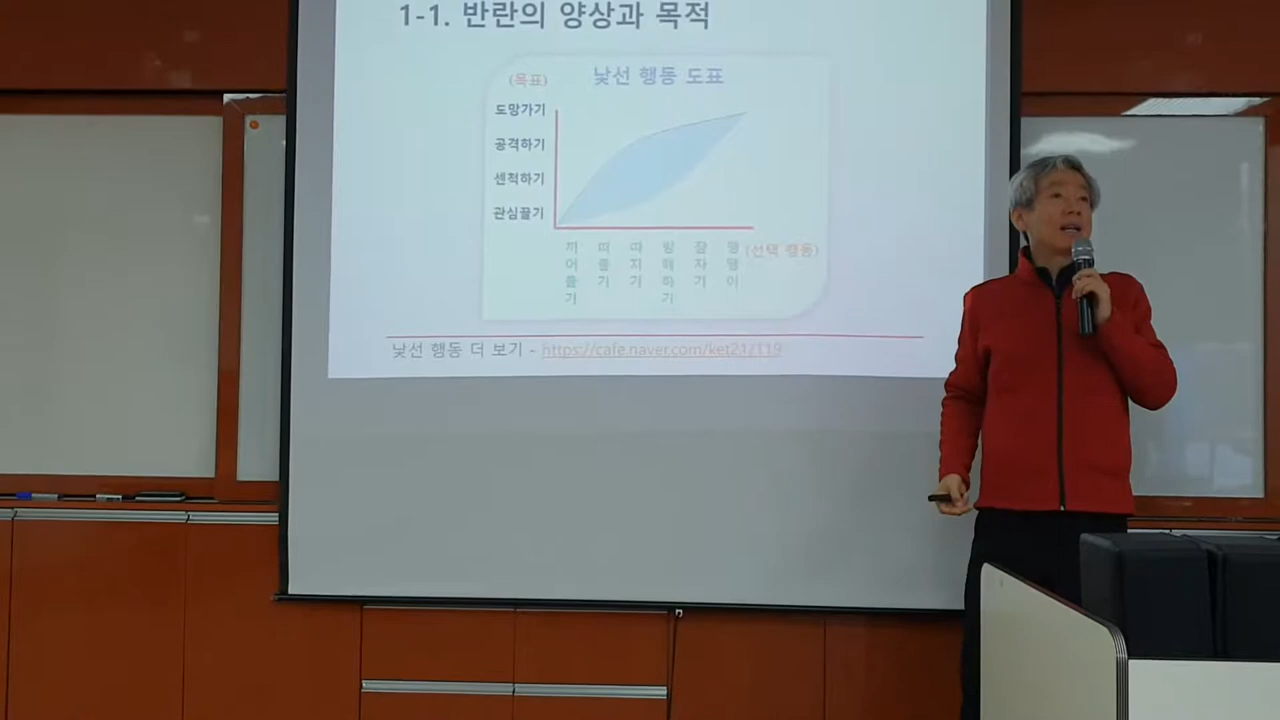 1-1. 반란의 양상과 목적
(목표)
낯선 행동 도표
도망가기
공격하기
센척하기
관심끌기
끼어들기
떠들기
따지기
방해하기
잠자기
멍멍이
(선택 행동)
낯선 행동 더 보기 - https://cafe.naver.com/ket21/119